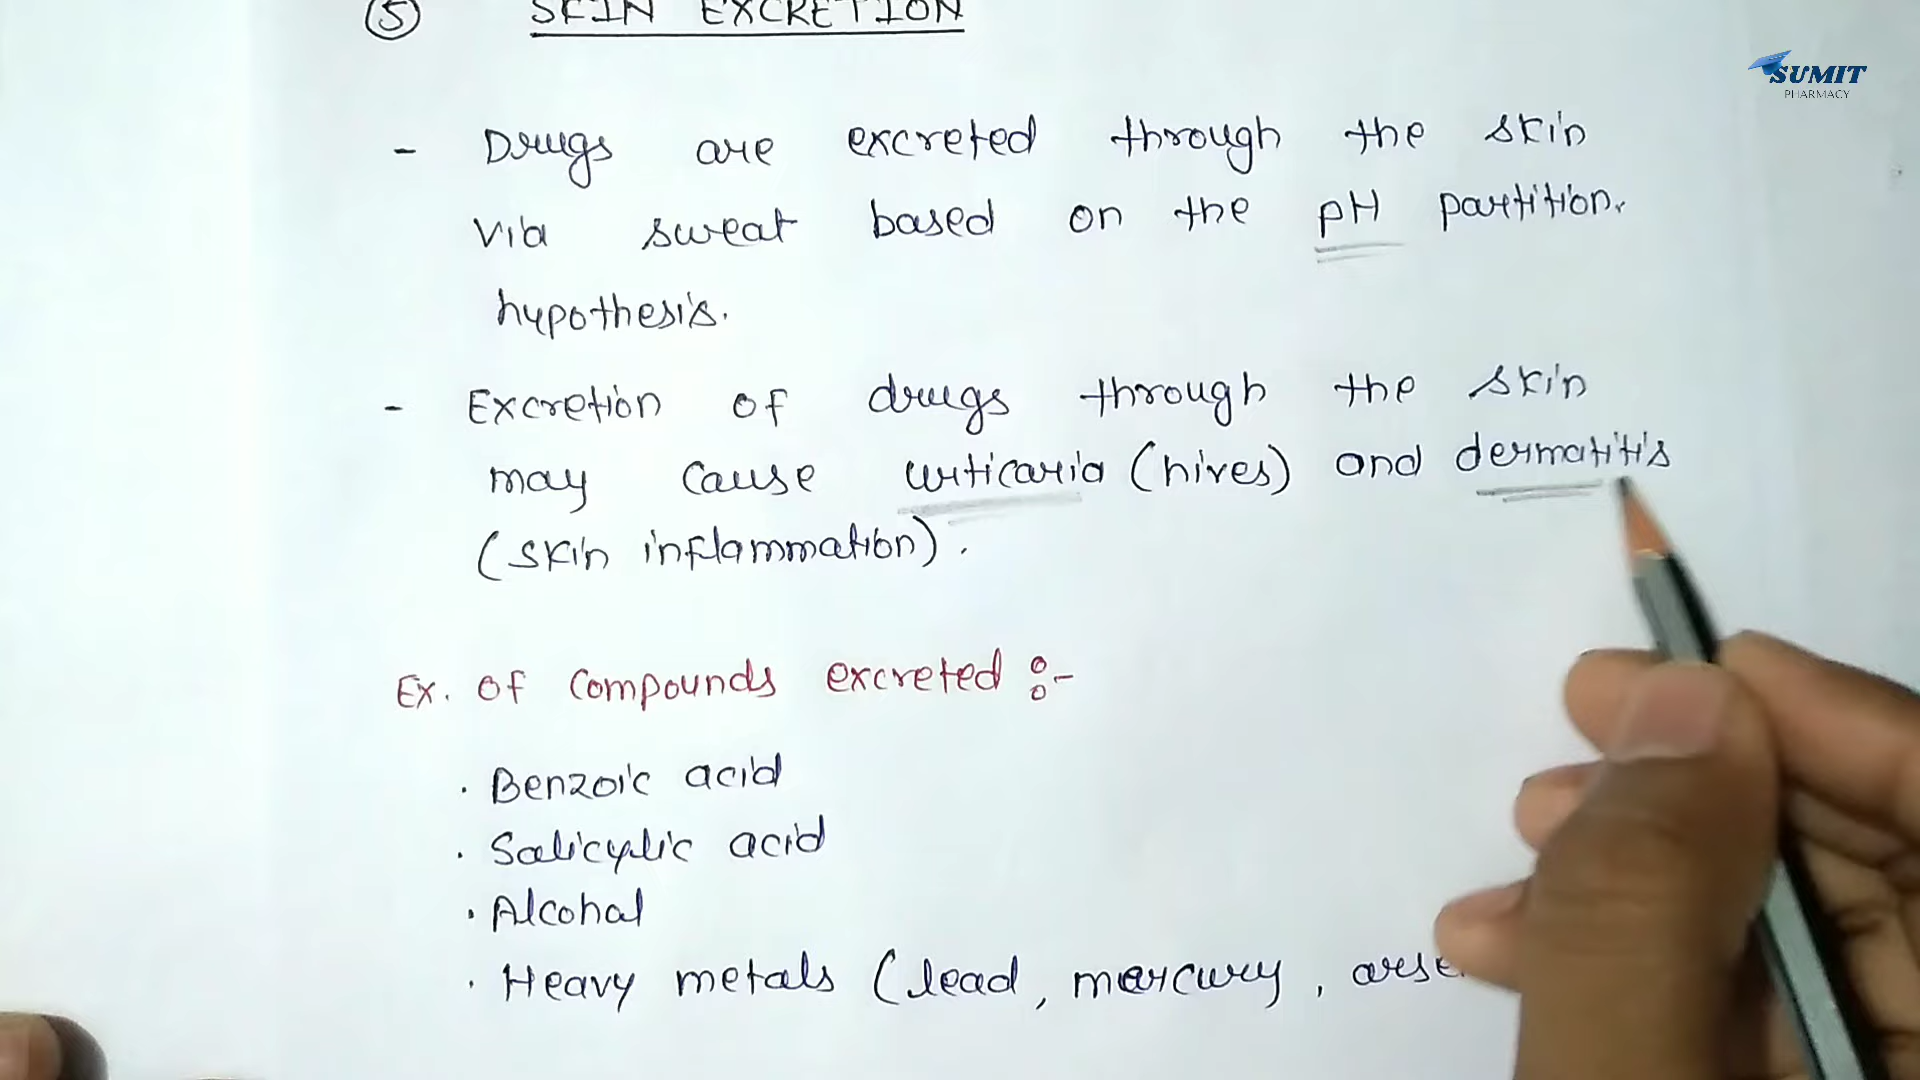 5 SKIN EXCRETION
SUMIT
PHARMACY
- Drugs are excreted through the skin
via sweat based on the pH partition.
hypothesis.
- Excretion of drugs through the skin
may cause urticaria (hives) and dermatitis
(skin inflammation).
Ex. of compounds excreted :-
· Benzoic acid
· Salicylic acid
· Alcohal
· Heavy metals (lead, mercury,